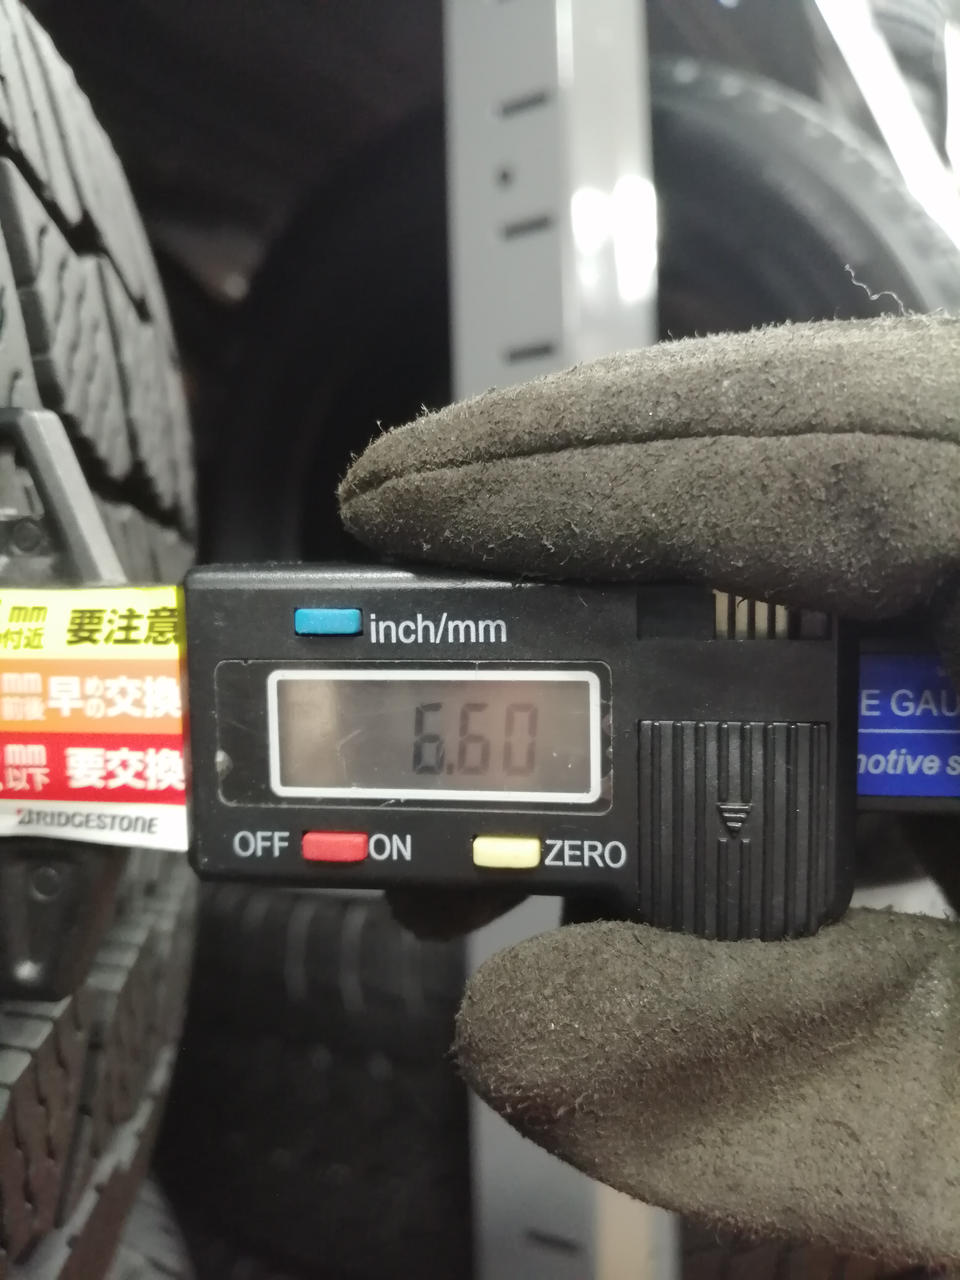 inch/mm
mm
付近 要注意
mm
前後 早めの交換
mm
以下 要交換
BRIDGESTONE
6.60
OFF ON ZERO
E GAU
motive s